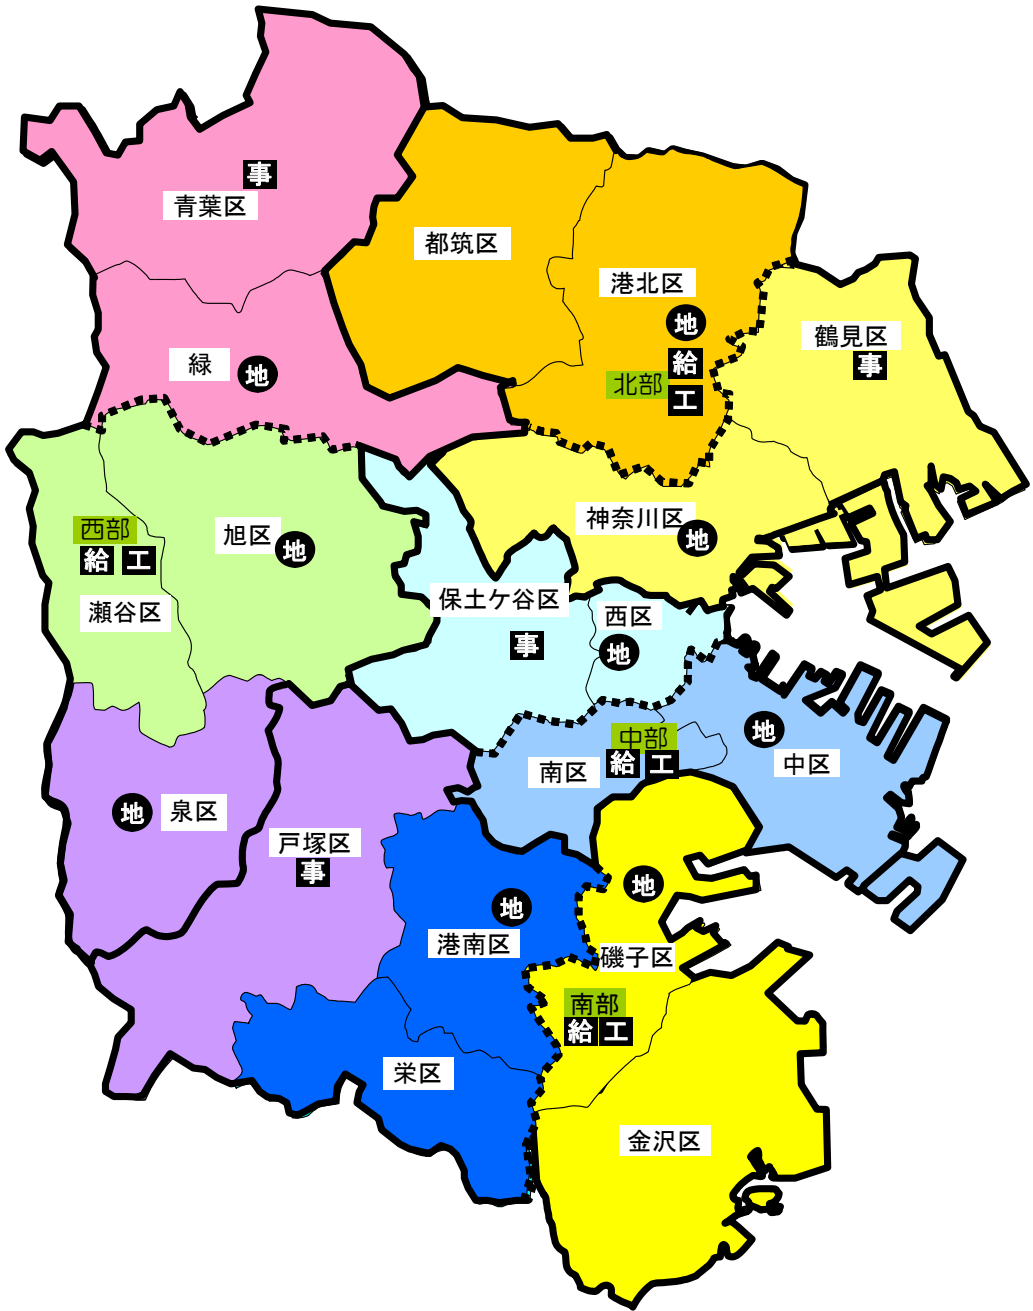 事
青葉区
都筑区
港北区
地
給
北部
工
鶴見区
事
緑
地
西部
給 工
瀬谷区
旭区
地
神奈川区
地
保土ケ谷区
事
西区
地
中部
給 工
南区
地
中区
地
泉区
戸塚区
事
地
港南区
地
磯子区
南部
給 工
栄区
金沢区